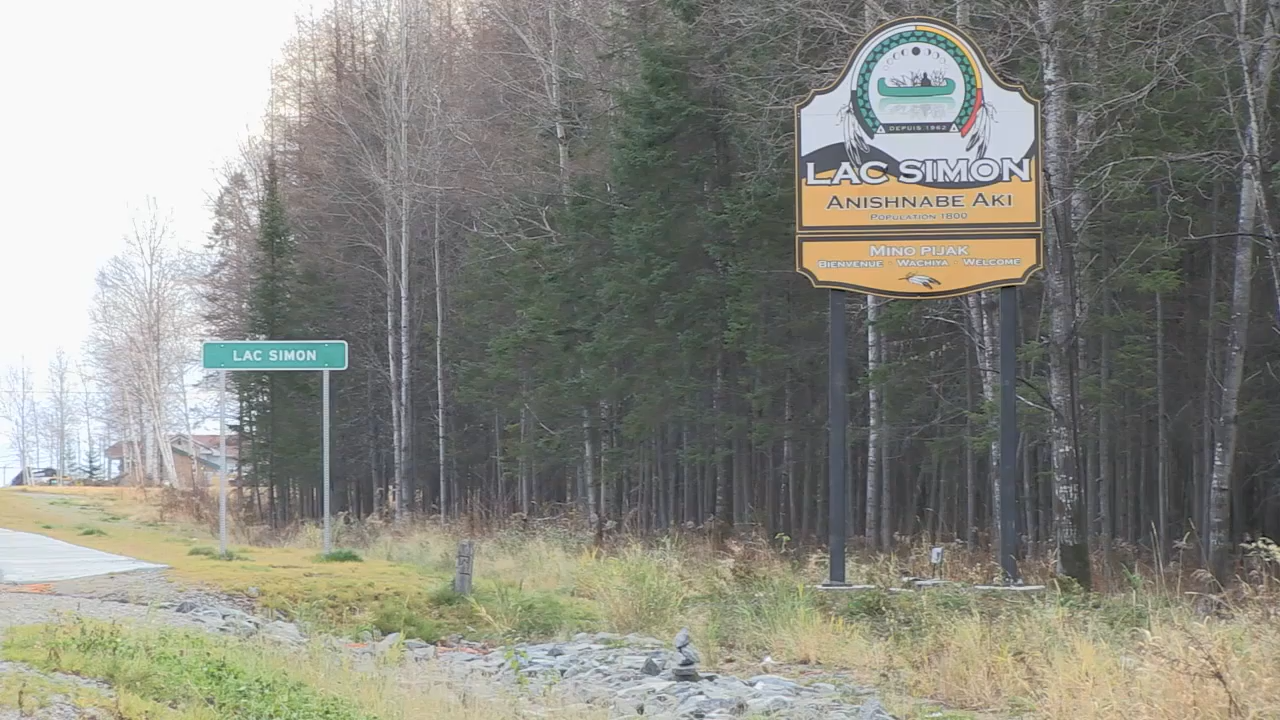 DEPUIS 1962
LAC SIMON
ANISHNABE AKI
POPULATION 1800
MINO PIJAK
BIENVENUE - WACHIYA - WELCOME
LAC SIMON